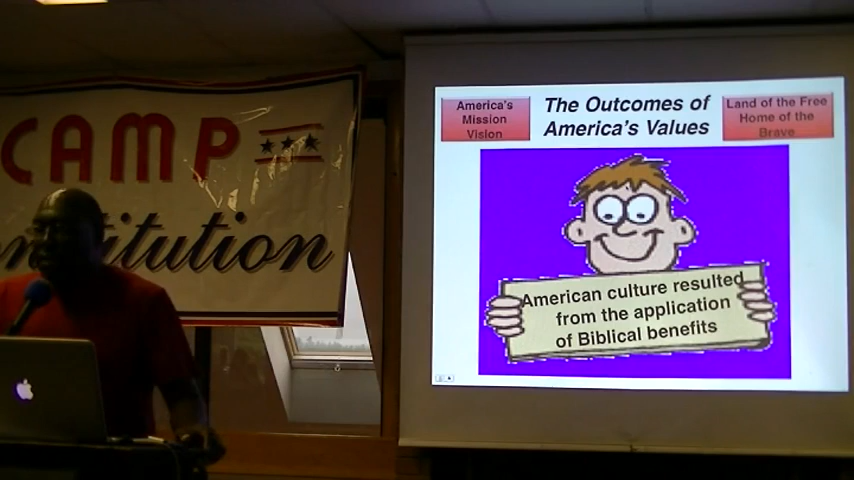 CAMP
nstitution
America's
Mission
Vision
The Outcomes of
America's Values
Land of the Free
Home of the
Brave
American culture resulted
from the application
of Biblical benefits